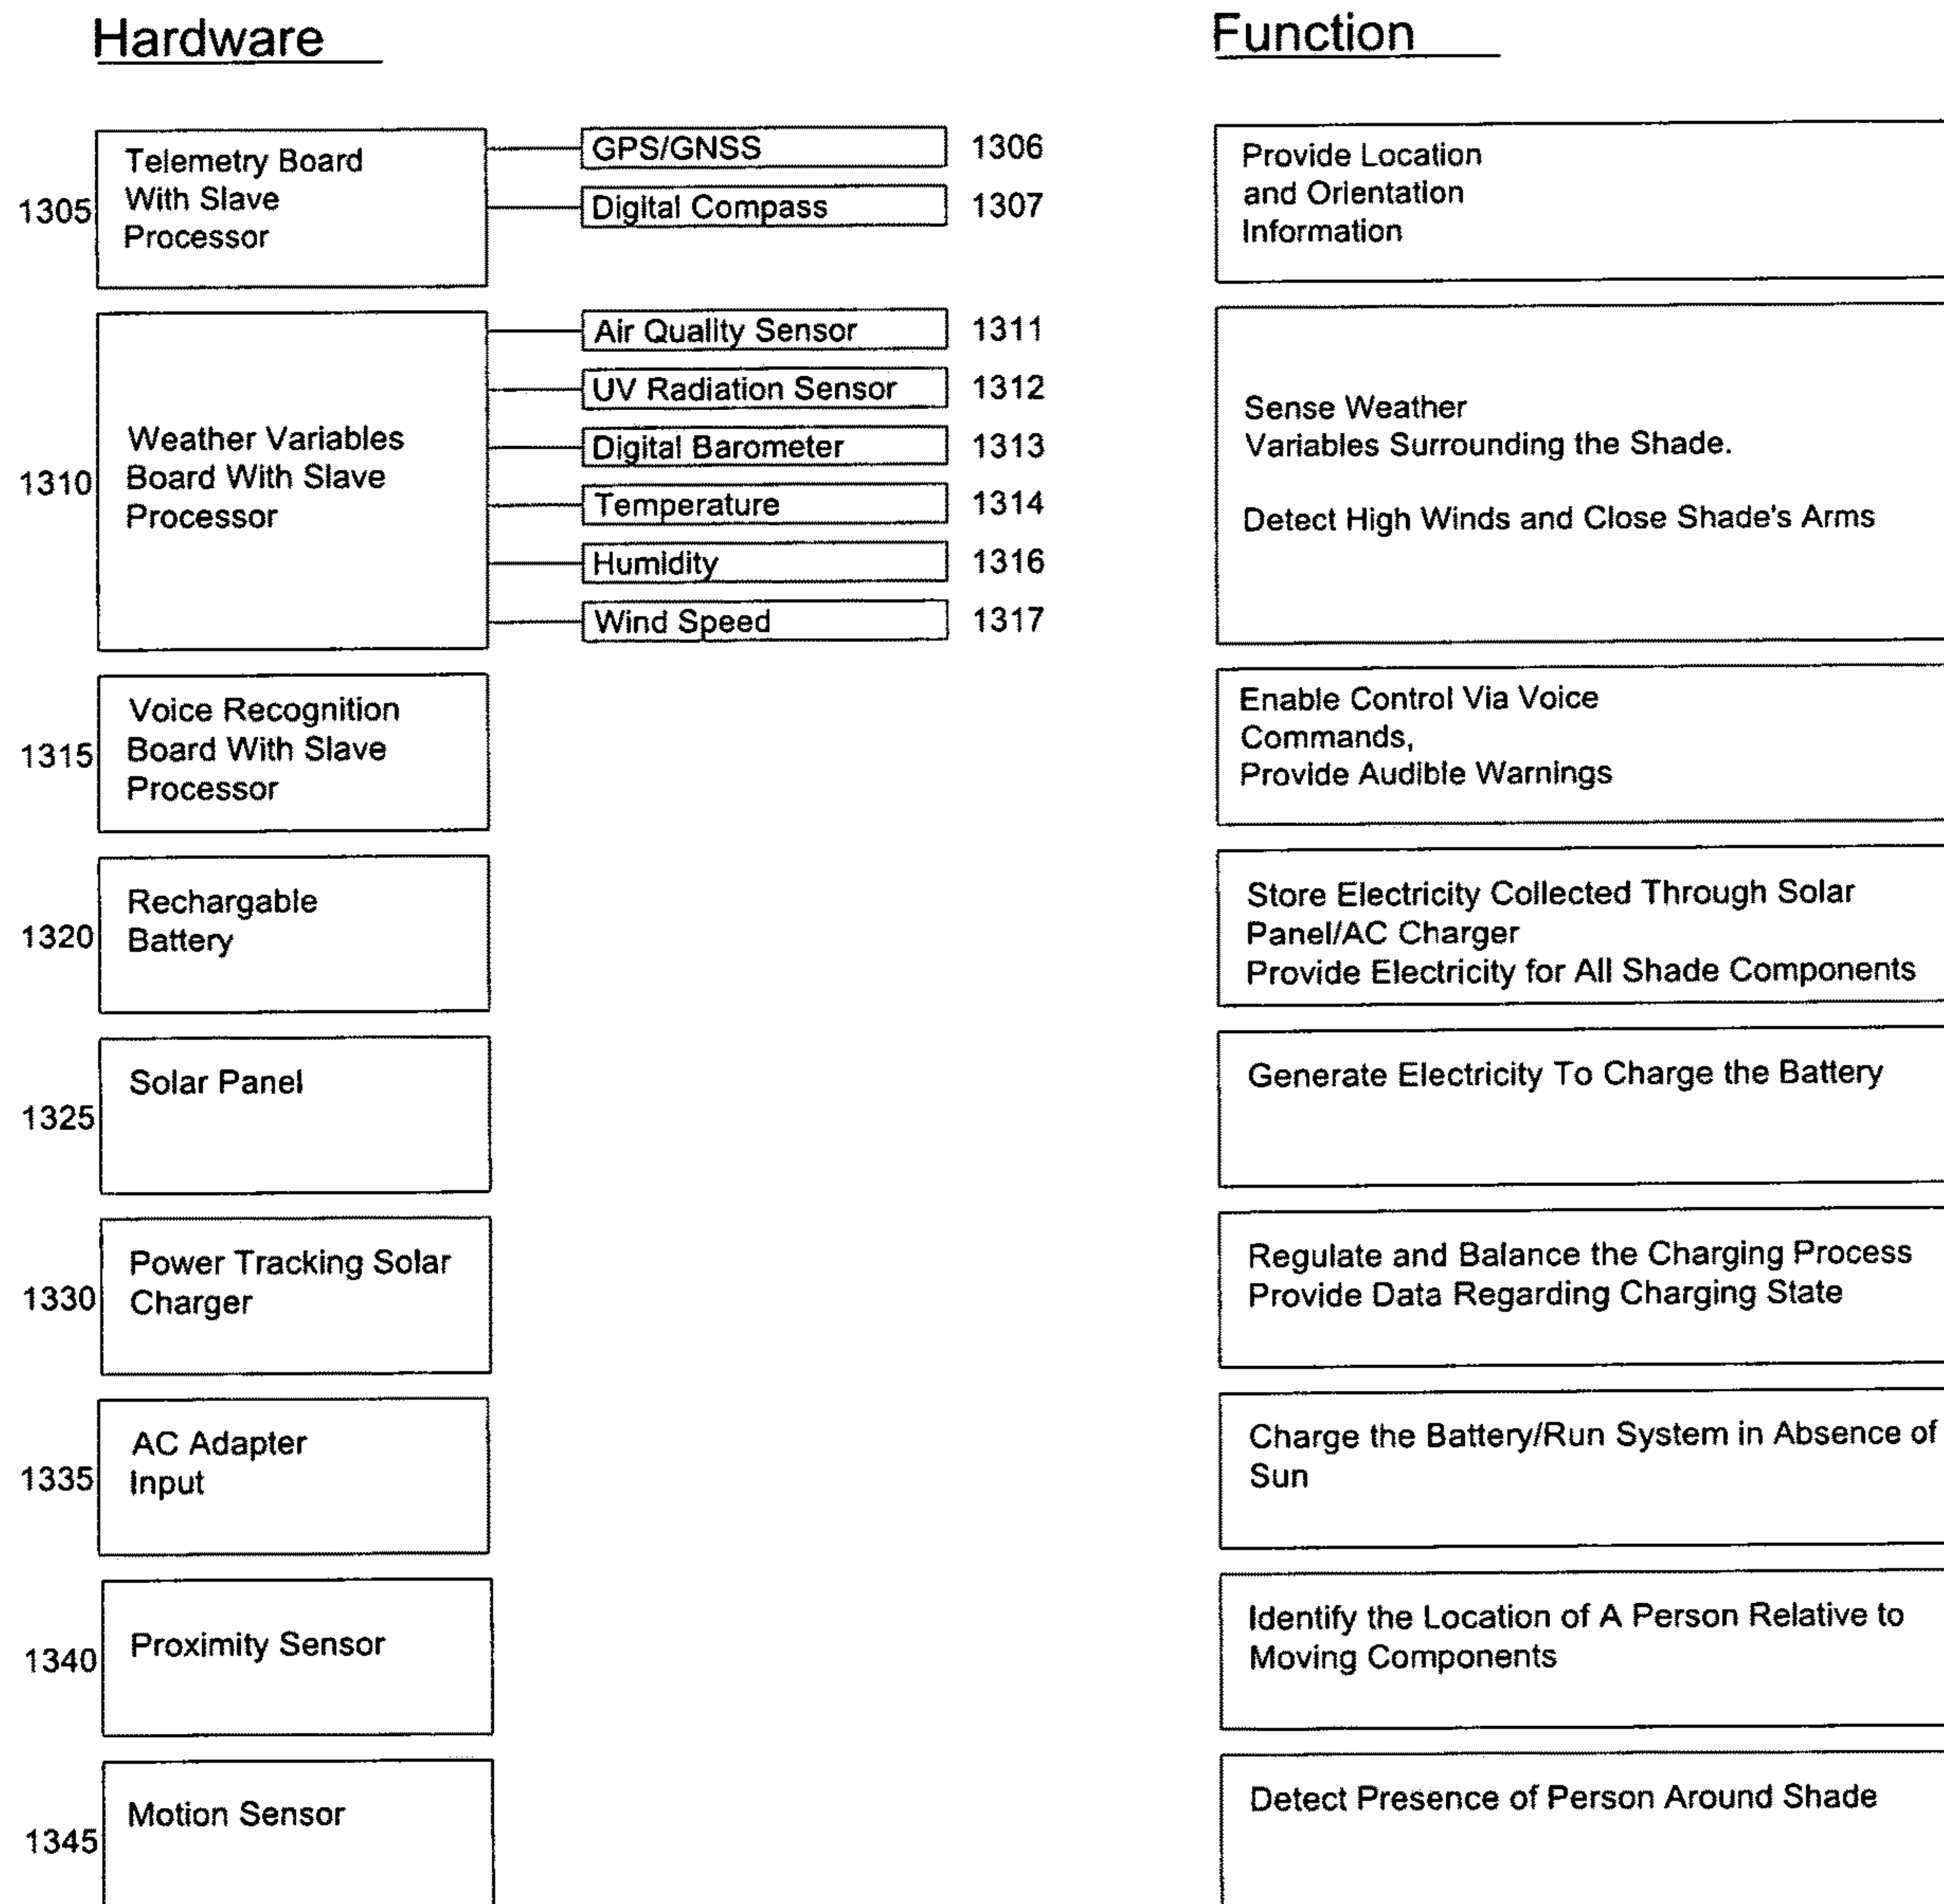 Hardware
Function
Telemetry Board
With Slave
Processor
1305
GPS/GNSS
1306
Digital Compass
1307
Provide Location
and Orientation
Information
Weather Variables
Board With Slave
Processor
1310
Air Quality Sensor
1311
UV Radiation Sensor
1312
Digital Barometer
1313
Temperature
1314
Humidity
1316
Wind Speed
1317
Sense Weather
Variables Surrounding the Shade.
Detect High Winds and Close Shade's Arms
Voice Recognition
Board With Slave
Processor
1315
Enable Control Via Voice
Commands,
Provide Audible Warnings
Rechargable
Battery
1320
Store Electricity Collected Through Solar
Panel/AC Charger
Provide Electricity for All Shade Components
Solar Panel
1325
Generate Electricity To Charge the Battery
Power Tracking Solar
Charger
1330
Regulate and Balance the Charging Process
Provide Data Regarding Charging State
AC Adapter
Input
1335
Charge the Battery/Run System in Absence of
Sun
Proximity Sensor
1340
Identify the Location of A Person Relative to
Moving Components
Motion Sensor
1345
Detect Presence of Person Around Shade